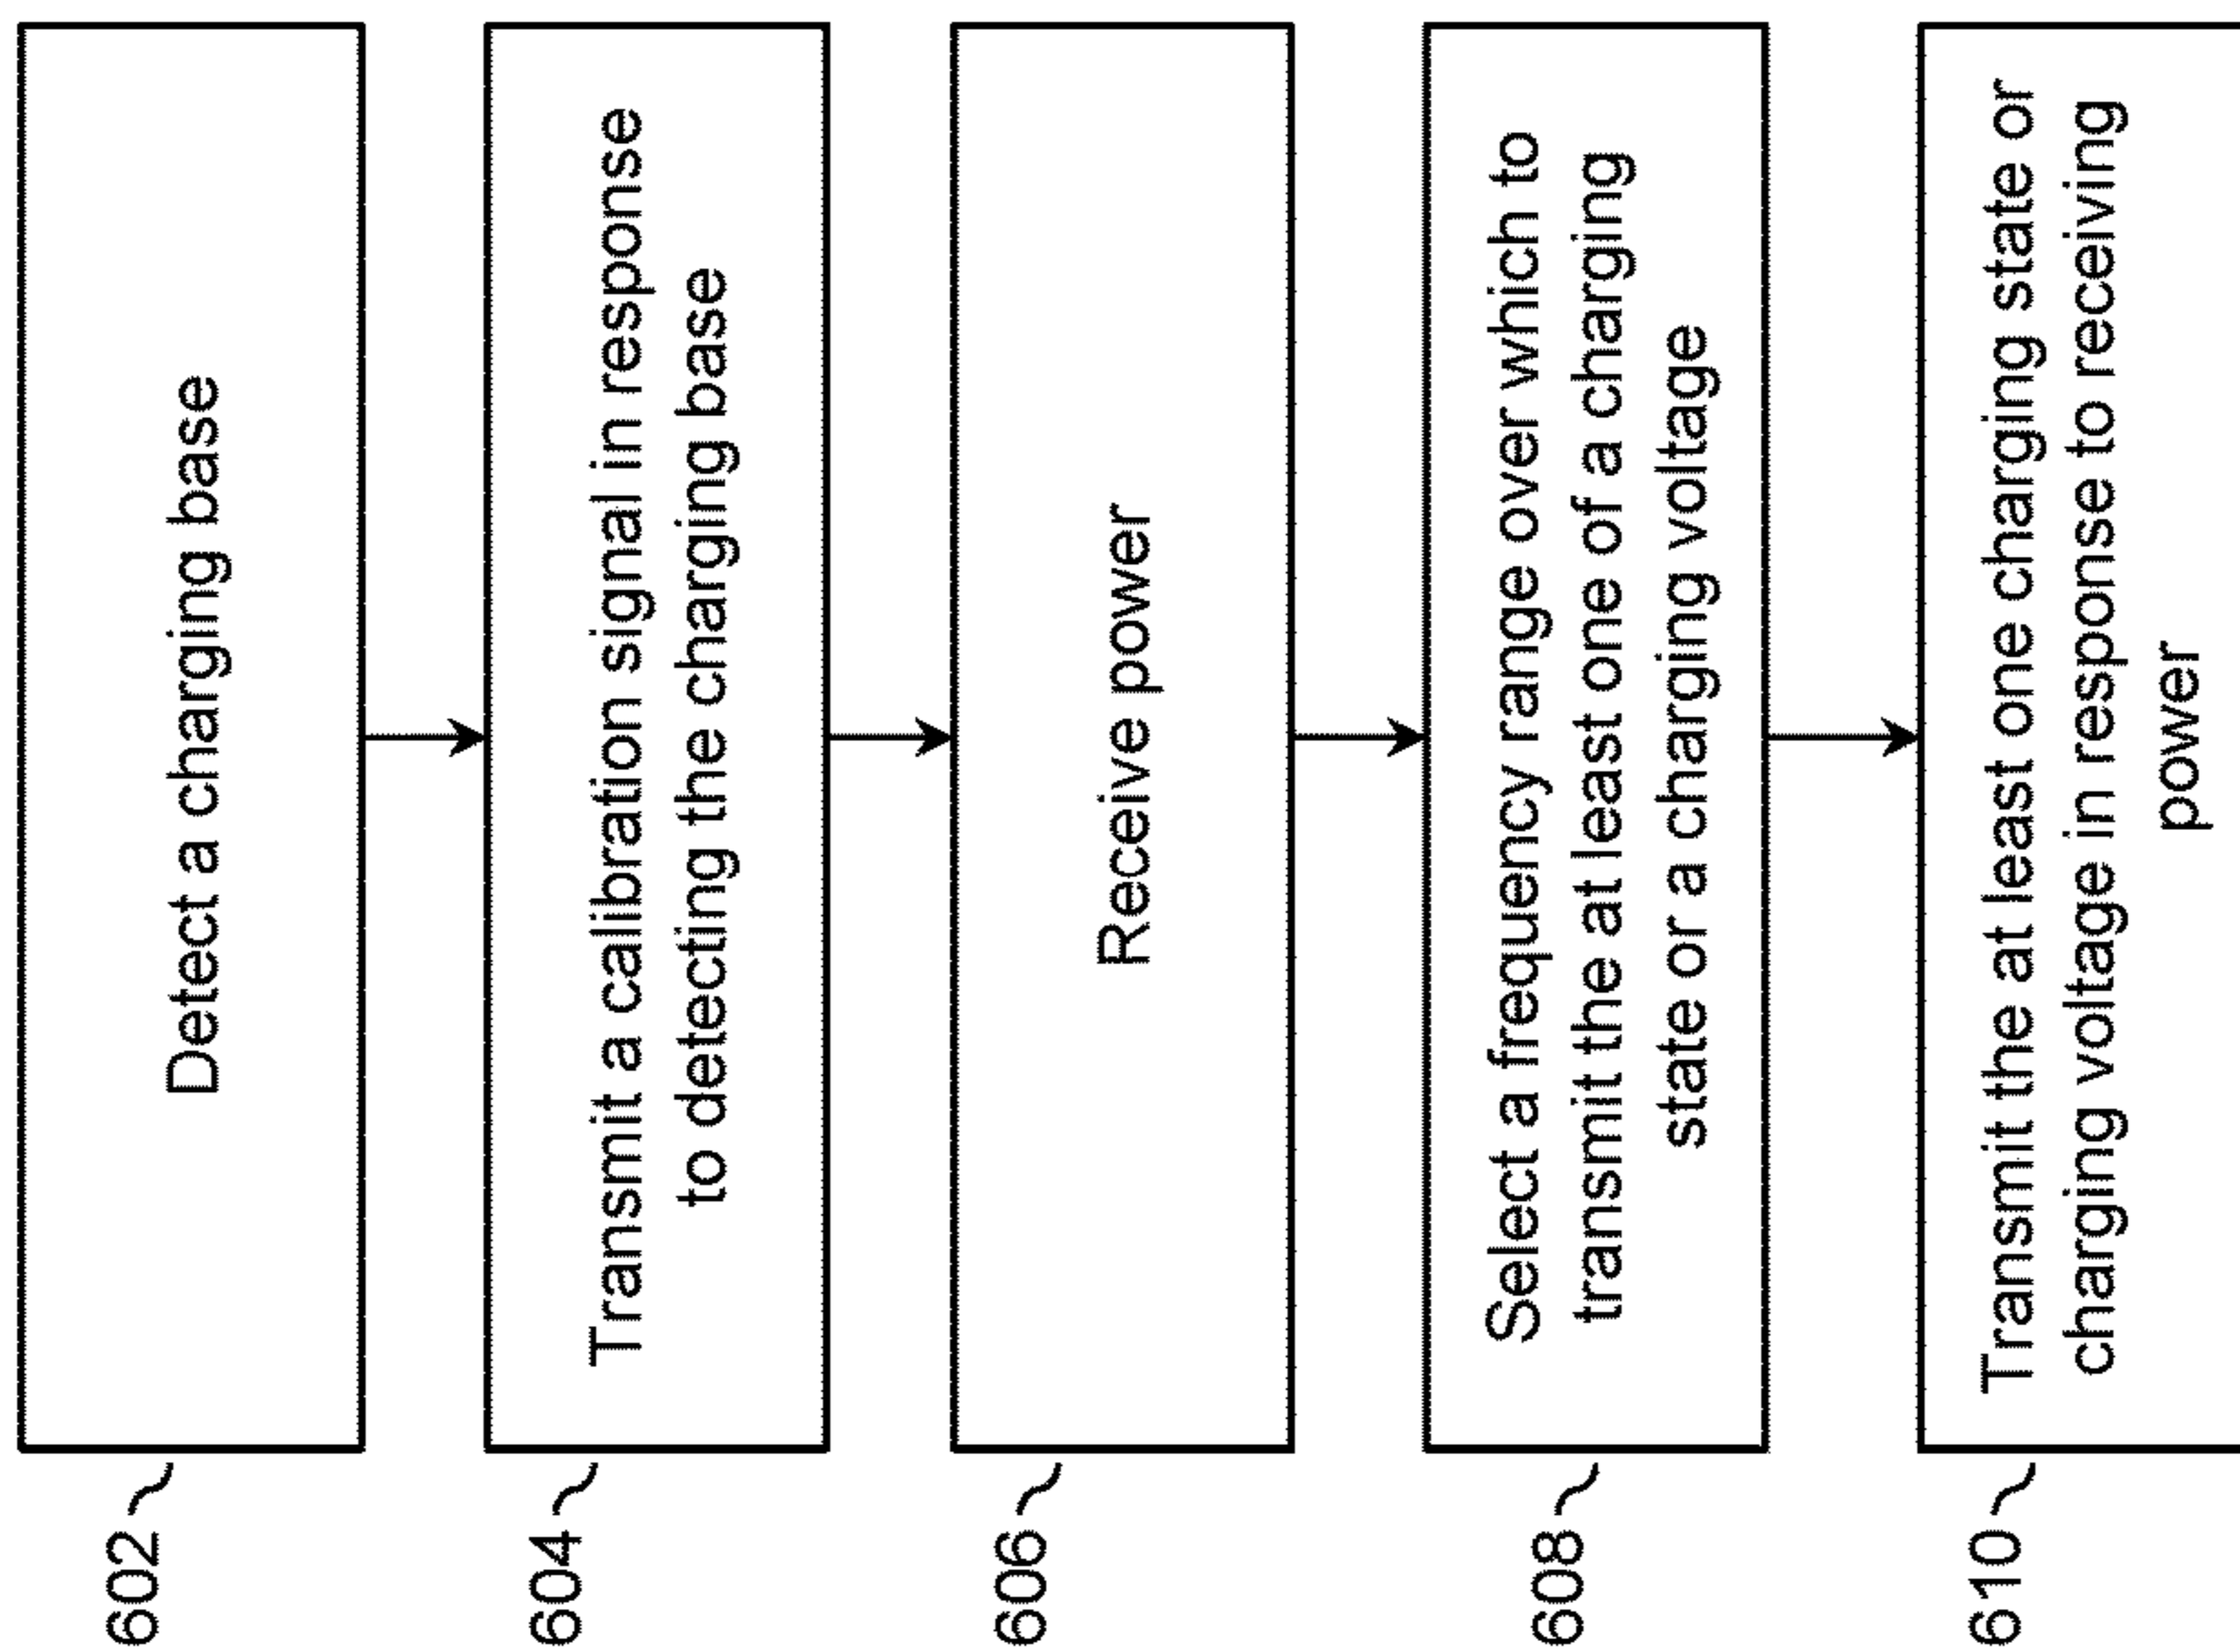 602
Detect a charging base
604
Transmit a calibration signal in response
to detecting the charging base
606
Receive power
608
Select a frequency range over which to
transmit the at least one of a charging
state or a charging voltage
610
Transmit the at least one charging state or
charging voltage in response to receiving
power